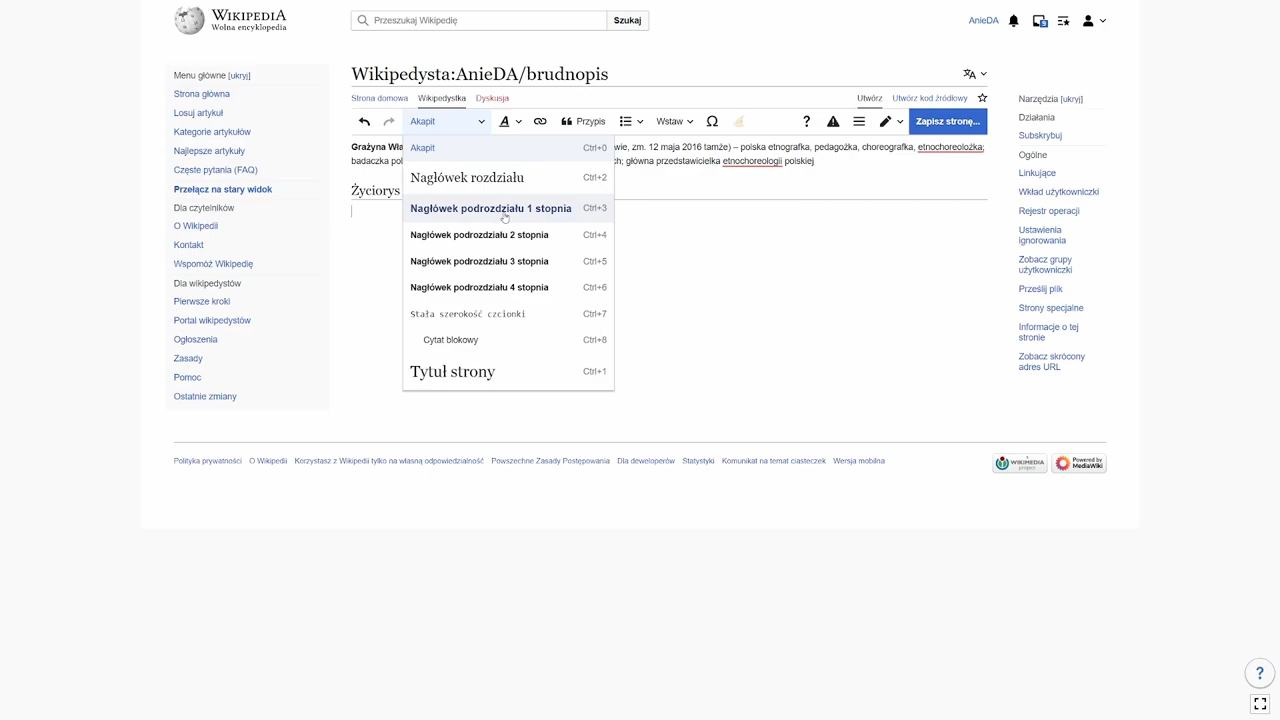 WIKIPEDIA
Wolna encyklopedia
Przeszukaj Wikipedię
Szukaj
AnieDA
Menu główne [ukryj]
Strona główna
Losuj artykuł
Kategorie artykułów
Najlepsze artykuły
Częste pytania (FAQ)
Przełącz na stary widok
Dla czytelników
O Wikipedii
Kontakt
Wspomóż Wikipedię
Dla wikipedystów
Pierwsze kroki
Portal wikipedystów
Ogłoszenia
Zasady
Pomoc
Ostatnie zmiany
Wikipedysta:AnieDA/brudnopis
Strona domowa Wikipedystka Dyskusja
Utwórz Utwórz kod źródłowy
Akapit
A
Przypis
Wstaw
Ω
?
Zapisz stronę...
Grażyna zm. 12 maja 2016 tamże) – polska etnografka, pedagożka, choreografka, etnochoreolożka;
badaczka główna przedstawicielka etnochoreologii polskiej
Życiorys
Akapit Ctrl+0
Nagłówek rozdziału Ctrl+2
Nagłówek podrozdziału 1 stopnia Ctrl+3
Nagłówek podrozdziału 2 stopnia Ctrl+4
Nagłówek podrozdziału 3 stopnia Ctrl+5
Nagłówek podrozdziału 4 stopnia Ctrl+6
Stała szerokość czcionki Ctrl+7
Cytat blokowy Ctrl+8
Tytuł strony Ctrl+1
Narzędzia [ukryj]
Działania
Subskrybuj
Ogólne
Linkujące
Wkład użytkowniczki
Rejestr operacji
Ustawienia
ignorowania
Zobacz grupy
użytkowniczki
Prześlij plik
Strony specjalne
Informacje o tej
stronie
Zobacz skrócony
adres URL
Polityka prywatności O Wikipedii Korzystasz z Wikipedii tylko na własną odpowiedzialność Powszechne Zasady Postępowania Dla deweloperów Statystyki Komunikat na temat ciasteczek Wersja mobilna
WIKIMEDIA
project
Powered by
MediaWiki
?